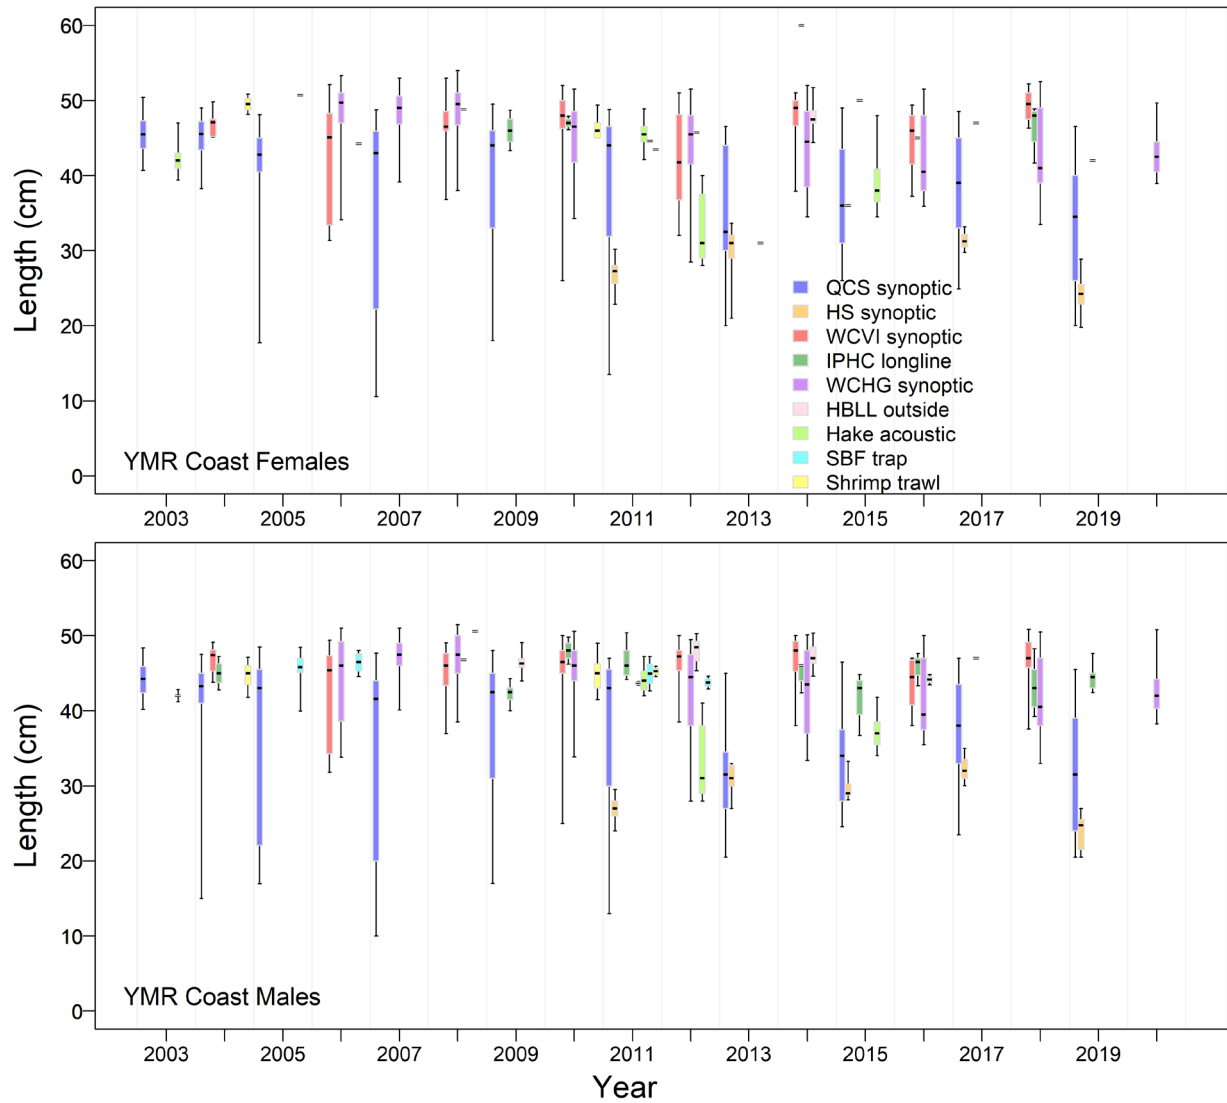 60
50
40
30
20
10
0
Length (cm)
QCS synoptic
HS synoptic
WCVI synoptic
IPHC longline
WCHG synoptic
HBLL outside
Hake acoustic
SBF trap
Shrimp trawl
YMR Coast Females
2003 2005 2007 2009 2011 2013 2015 2017 2019
60
50
40
30
20
10
0
Length (cm)
YMR Coast Males
2003 2005 2007 2009 2011 2013 2015 2017 2019
Year